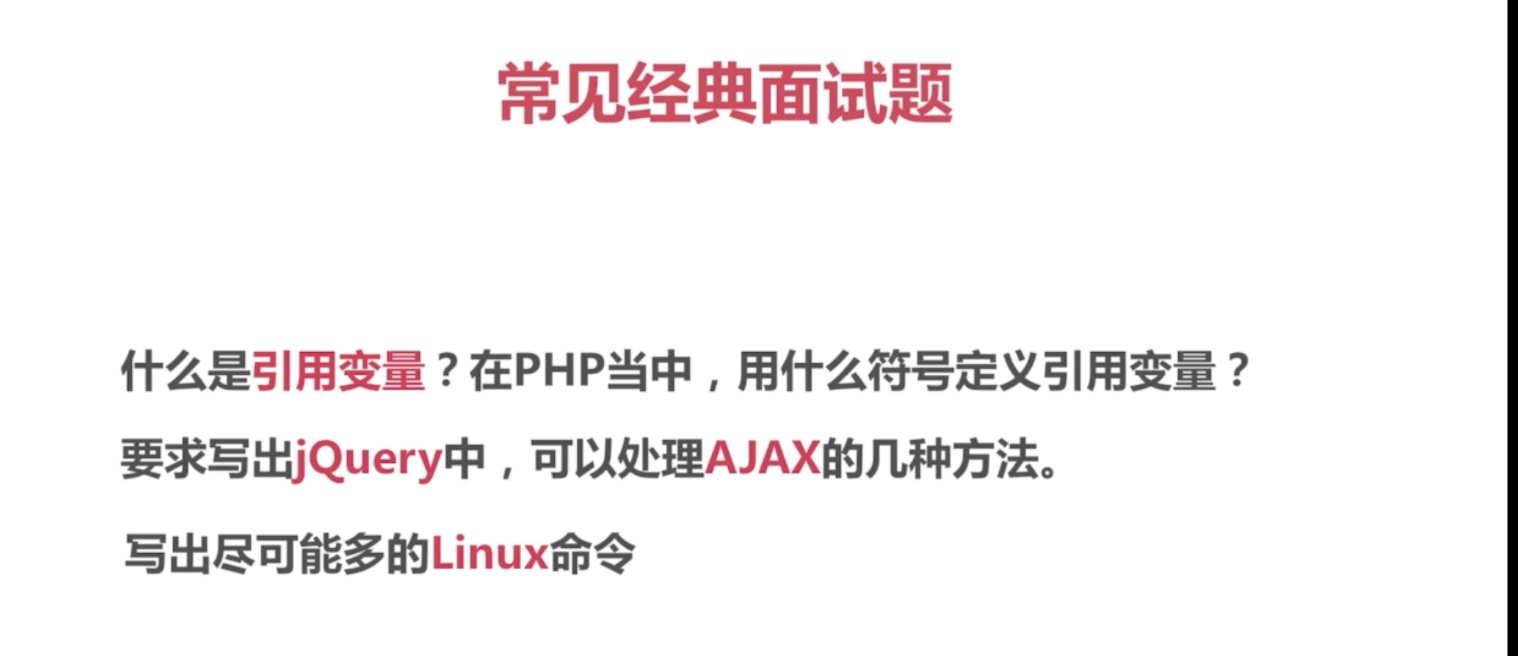 常见经典面试题
什么是引用变量？在PHP当中，用什么符号定义引用变量？
要求写出jQuery中，可以处理AJAX的几种方法。
写出尽可能多的Linux命令